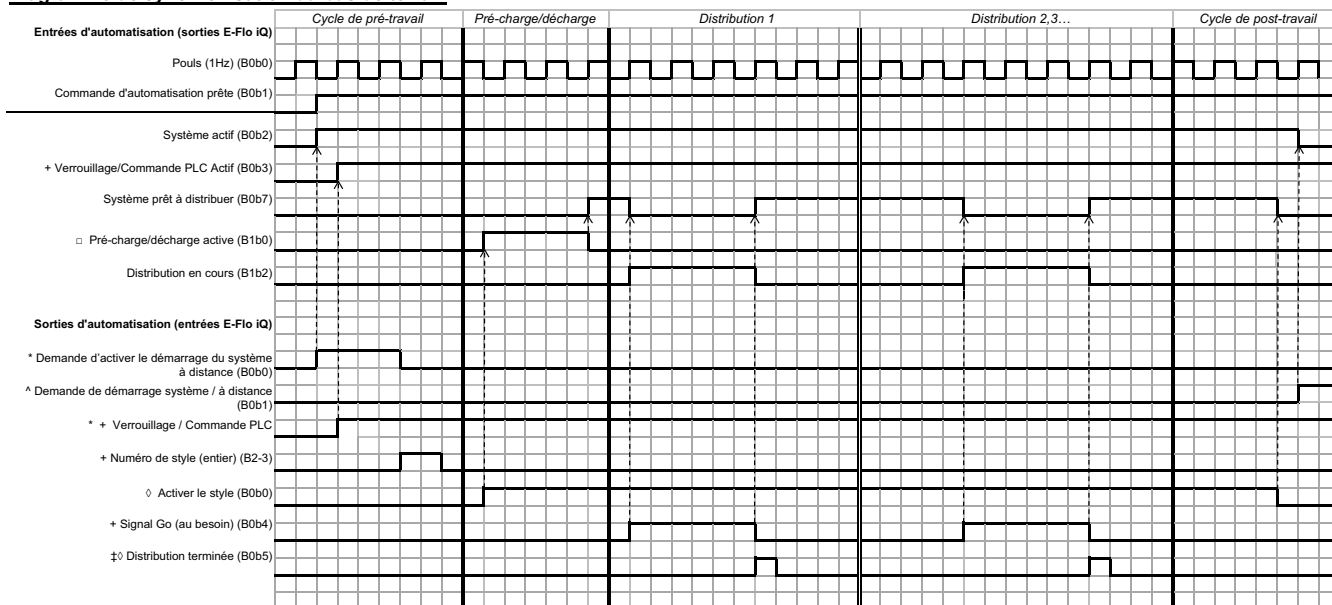 Cycle de pré-travail
Pré-charge/décharge
Distribution 1
Distribution 2,3…
Cycle de post-travail
Entrées d'automatisation (sorties E-Flo iQ)
Pouls (1Hz) (B0b0)
Commande d'automatisation prête (B0b1)
Système actif (B0b2)
+ Verrouillage/Commande PLC Actif (B0b3)
Système prêt à distribuer (B0b7)
□ Pré-charge/décharge active (B1b0)
Distribution en cours (B1b2)
Sorties d'automatisation (entrées E-Flo iQ)
* Demande d'activer le démarrage du système
à distance (B0b0)
^ Demande de démarrage système / à distance
(B0b1)
* + Verrouillage / Commande PLC
+ Numéro de style (entier) (B2-3)
◊ Activer le style (B0b0)
+ Signal Go (au besoin) (B0b4)
‡◊ Distribution terminée (B0b5)